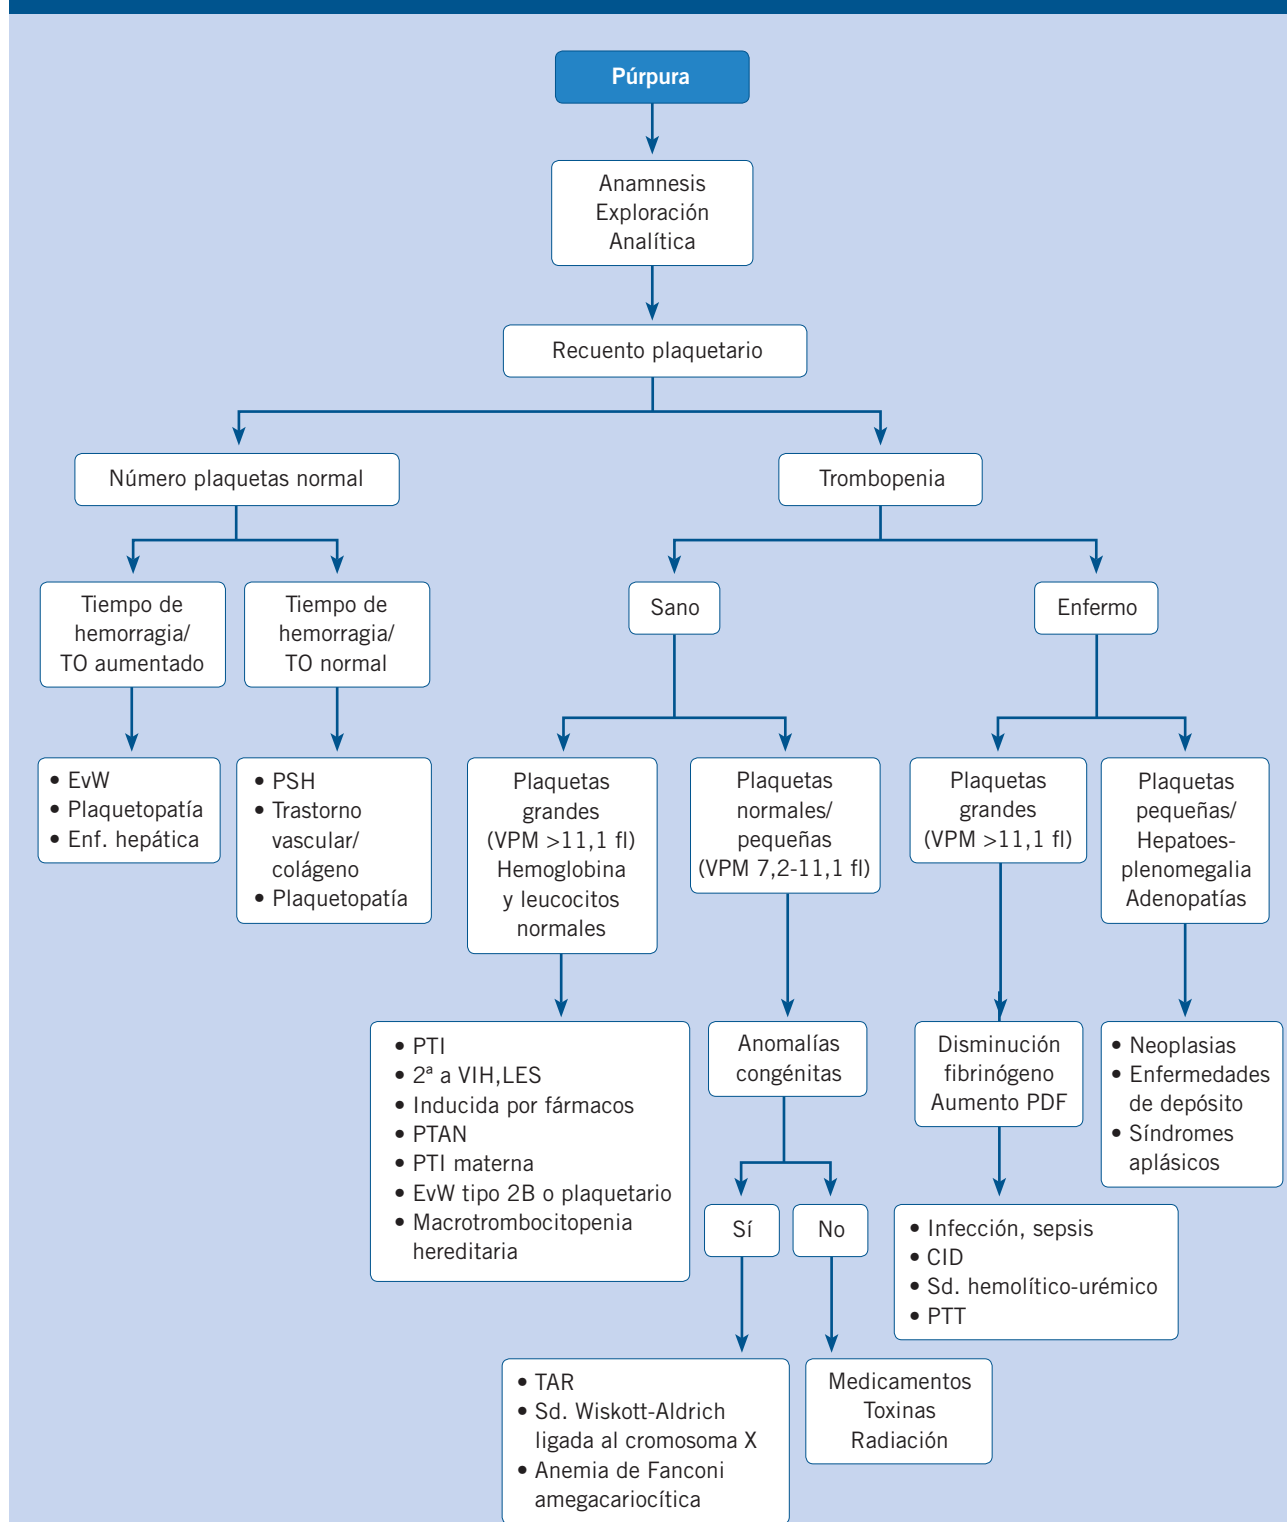 Púrpura
Anamnesis
Exploración
Analítica
Recuento plaquetario
Número plaquetas normal
Trombopenia
Tiempo de
hemorragia/
TO aumentado
Tiempo de
hemorragia/
TO normal
Sano
Enfermo
• EvW
• Plaquetopatía
• Enf. hepática
• PSH
• Trastorno
vascular/
colágeno
• Plaquetopatía
Plaquetas
grandes
(VPM >11,1 fl)
Hemoglobina
y leucocitos
normales
Plaquetas
normales/
pequeñas
(VPM 7,2-11,1 fl)
Plaquetas
grandes
(VPM >11,1 fl)
Plaquetas
pequeñas/
Hepatoes-
plenomegalia
Adenopatías
• PTI
• 2ª a VIH,LES
• Inducida por fármacos
• PTAN
• PTI materna
• EvW tipo 2B o plaquetario
• Macrotrombocitopenia
hereditaria
Anomalías
congénitas
Disminución
fibrinógeno
Aumento PDF
• Neoplasias
• Enfermedades
de depósito
• Síndromes
aplásicos
Sí
No
• Infección, sepsis
• CID
• Sd. hemolítico-urémico
• PTT
• TAR
• Sd. Wiskott-Aldrich
ligada al cromosoma X
• Anemia de Fanconi
amegacariocítica
Medicamentos
Toxinas
Radiación